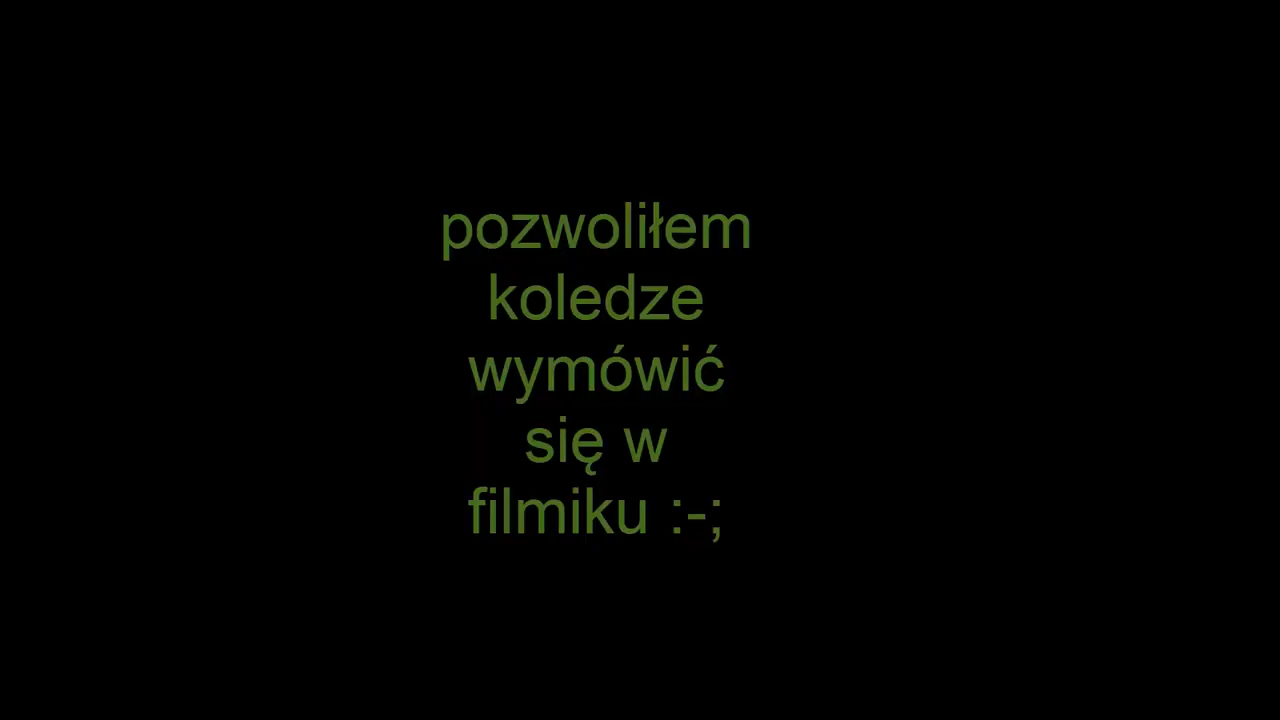 pozwoliłem
koledze
wymówić
się w
filmiku :-;